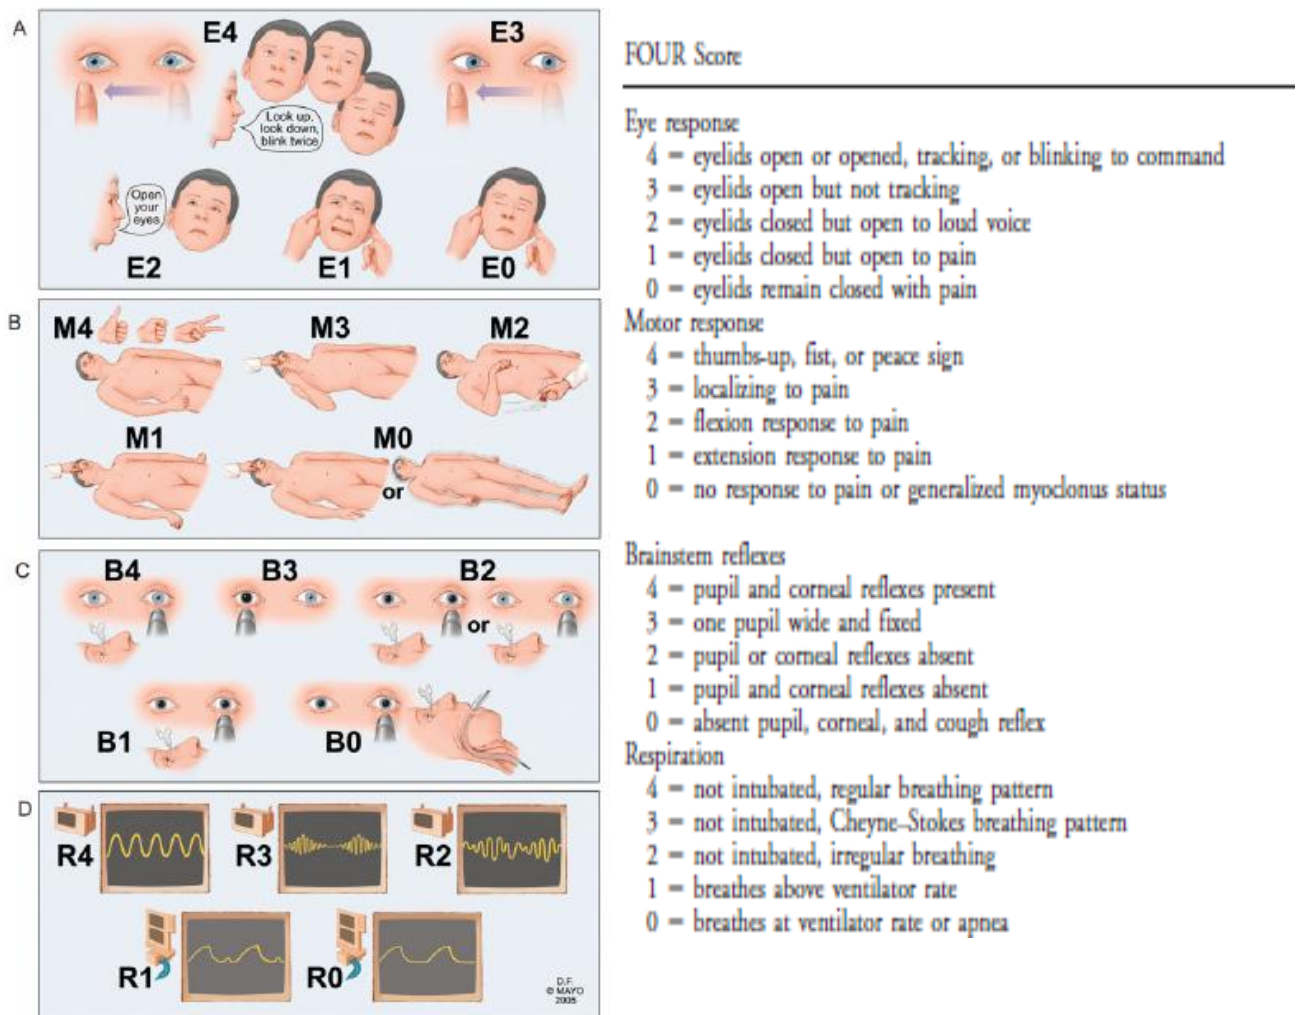 A
E4
E3
Look up,
look down,
blink twice
Open
your
eyes
E2
E1
E0
B
M4
M3
M2
M1
M0
or
C
B4
B3
B2
or
B1
B0
D
R4
R3
R2
R1
R0
D.F.
© MAYO
2005
FOUR Score
Eye response
4 = eyelids open or opened, tracking, or blinking to command
3 = eyelids open but not tracking
2 = eyelids closed but open to loud voice
1 = eyelids closed but open to pain
0 = eyelids remain closed with pain
Motor response
4 = thumbs-up, fist, or peace sign
3 = localizing to pain
2 = flexion response to pain
1 = extension response to pain
0 = no response to pain or generalized myoclonus status
Brainstem reflexes
4 = pupil and corneal reflexes present
3 = one pupil wide and fixed
2 = pupil or corneal reflexes absent
1 = pupil and corneal reflexes absent
0 = absent pupil, corneal, and cough reflex
Respiration
4 = not intubated, regular breathing pattern
3 = not intubated, Cheyne–Stokes breathing pattern
2 = not intubated, irregular breathing
1 = breathes above ventilator rate
0 = breathes at ventilator rate or apnea